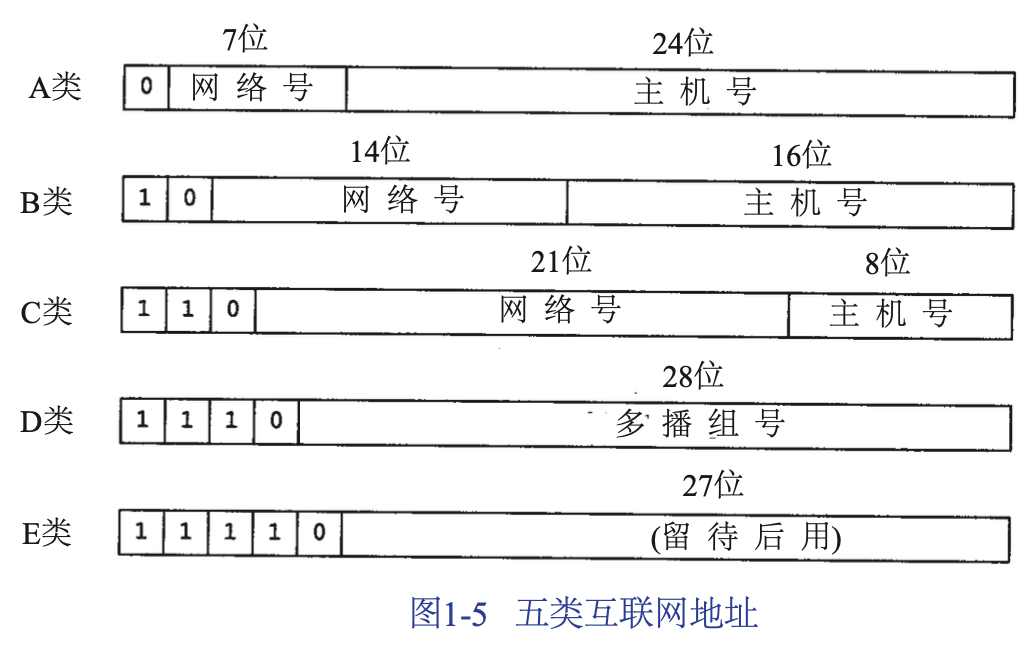 7位 24位
A类 0 网络号 主机号
14位 16位
B类 1 0 网络号 主机号
21位 8位
C类 1 1 0 网络号 主机号
28位
D类 1 1 1 0 多播组号
27位
E类 1 1 1 1 0 (留待后用)
图1-5 五类互联网地址